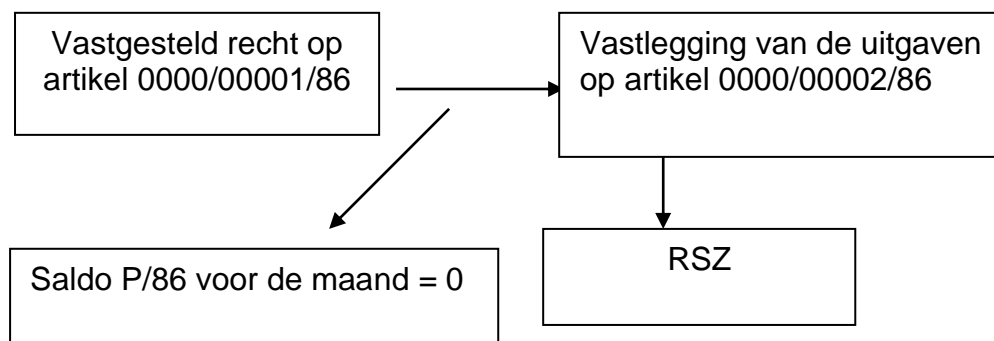 Vastgesteld recht op
artikel 0000/00001/86
Vastlegging van de uitgaven
op artikel 0000/00002/86
Saldo P/86 voor de maand = 0
RSZ